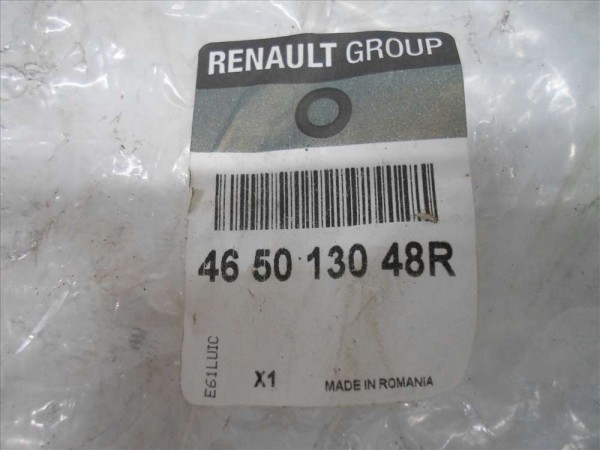 RENAULT GROUP
46 50 130 48R
E61LUIC
X1
MADE IN ROMANIA